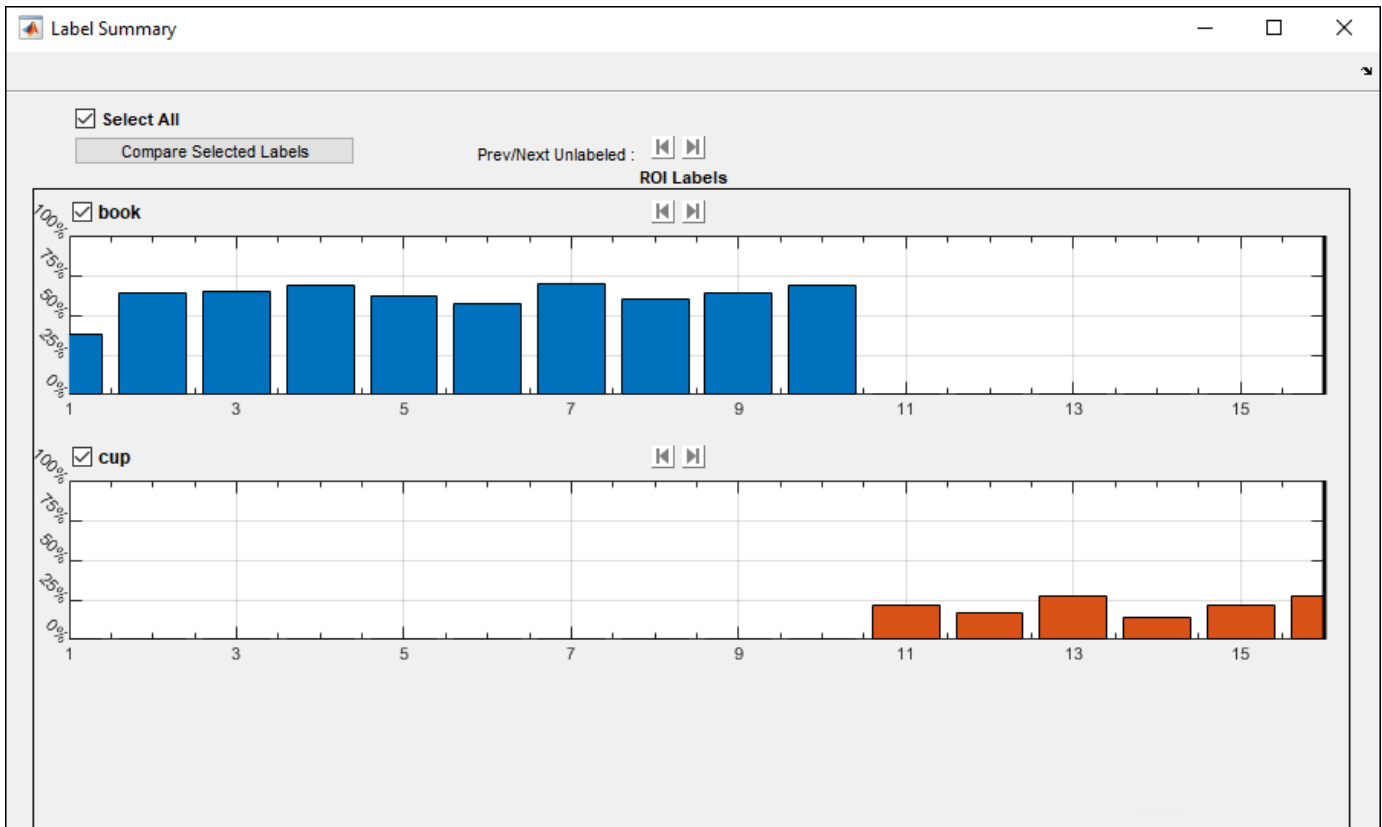 Label Summary
Select All
Compare Selected Labels
Prev/Next Unlabeled :
ROI Labels
book
100%
75%
50%
25%
0%
1 3 5 7 9 11 13 15
cup
100%
75%
50%
25%
0%
1 3 5 7 9 11 13 15